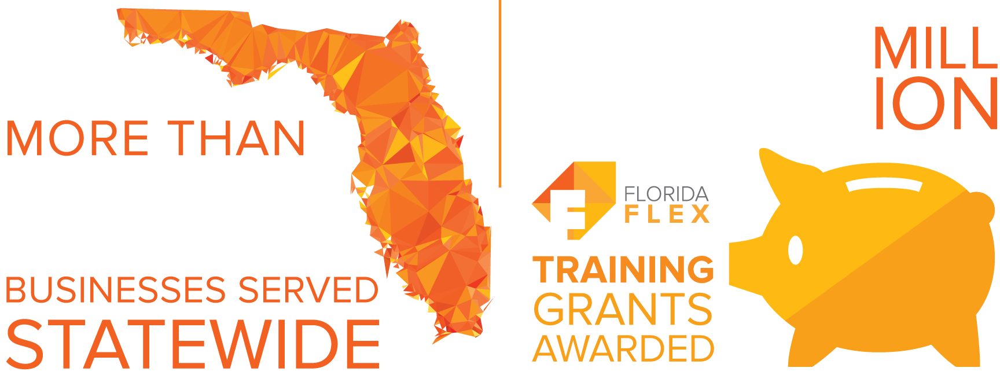 MORE THAN
BUSINESSES SERVED
STATEWIDE
MILL
ION
FLORIDA
FLEX
TRAINING
GRANTS
AWARDED